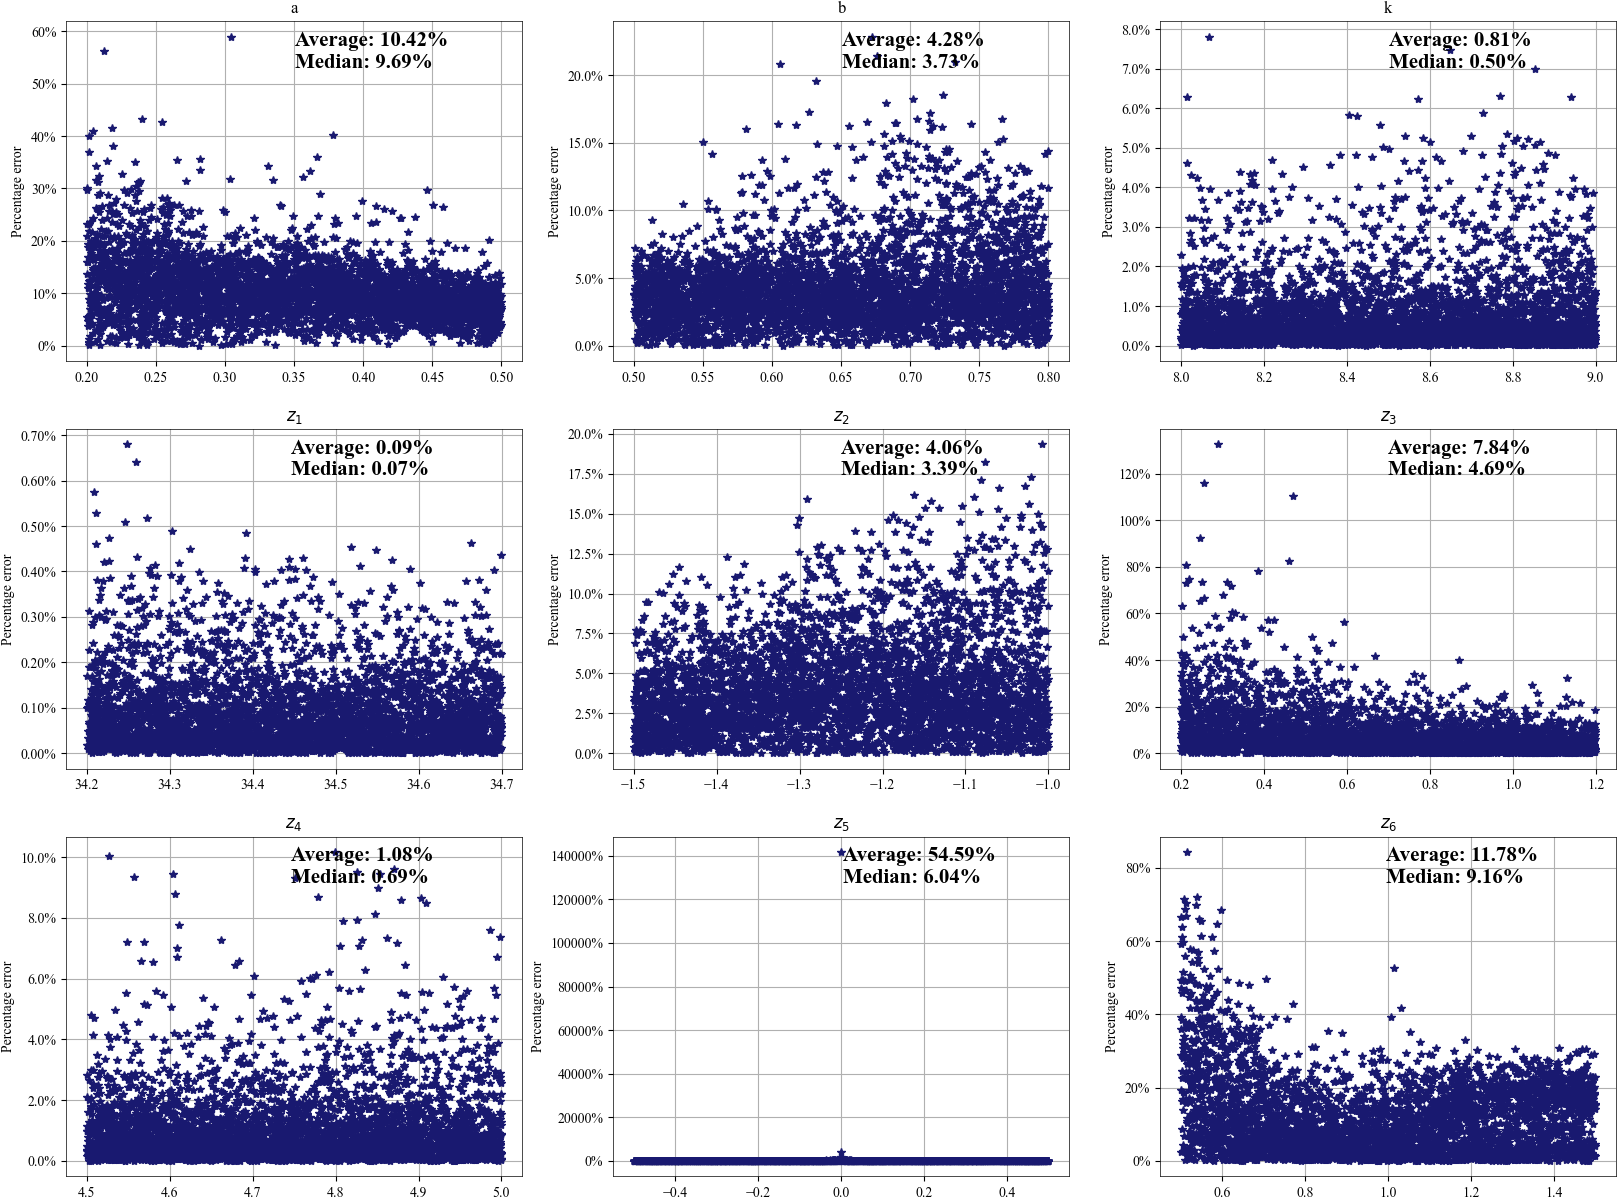 a
Average: 10.42%
Median: 9.69%
Percentage error
60%
50%
40%
30%
20%
10%
0%
0.20 0.25 0.30 0.35 0.40 0.45 0.50
b
Average: 4.28%
Median: 3.73%
Percentage error
20.0%
15.0%
10.0%
5.0%
0.0%
0.50 0.55 0.60 0.65 0.70 0.75 0.80
k
Average: 0.81%
Median: 0.50%
Percentage error
8.0%
7.0%
6.0%
5.0%
4.0%
3.0%
2.0%
1.0%
0.0%
8.0 8.2 8.4 8.6 8.8 9.0
z₁
Average: 0.09%
Median: 0.07%
Percentage error
0.70%
0.60%
0.50%
0.40%
0.30%
0.20%
0.10%
0.00%
34.2 34.3 34.4 34.5 34.6 34.7
z₂
Average: 4.06%
Median: 3.39%
Percentage error
20.0%
17.5%
15.0%
12.5%
10.0%
7.5%
5.0%
2.5%
0.0%
−1.5 −1.4 −1.3 −1.2 −1.1 −1.0
z₃
Average: 7.84%
Median: 4.69%
Percentage error
120%
100%
80%
60%
40%
20%
0%
0.2 0.4 0.6 0.8 1.0 1.2
z₄
Average: 1.08%
Median: 0.69%
Percentage error
10.0%
8.0%
6.0%
4.0%
2.0%
0.0%
4.5 4.6 4.7 4.8 4.9 5.0
z₅
Average: 54.59%
Median: 6.04%
Percentage error
140000%
120000%
100000%
80000%
60000%
40000%
20000%
0%
−0.4 −0.2 0.0 0.2 0.4
z₆
Average: 11.78%
Median: 9.16%
Percentage error
80%
60%
40%
20%
0%
0.6 0.8 1.0 1.2 1.4